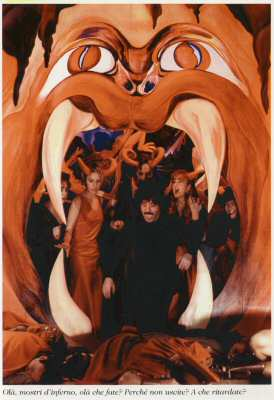 Olà, mostri d'inferno, olà che fate? Perché non uscite? A che ritardate?